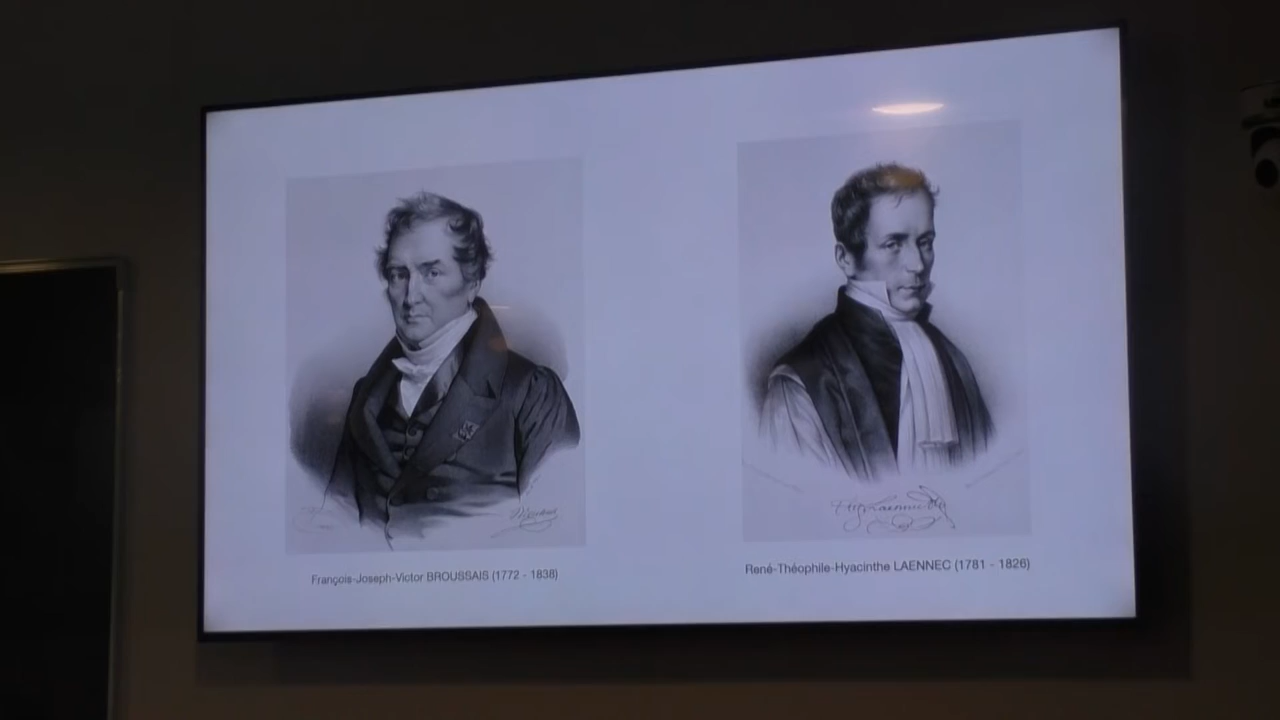 François-Joseph-Victor BROUSSAIS (1772 - 1838)
René-Théophile-Hyacinthe LAENNEC (1781 - 1826)